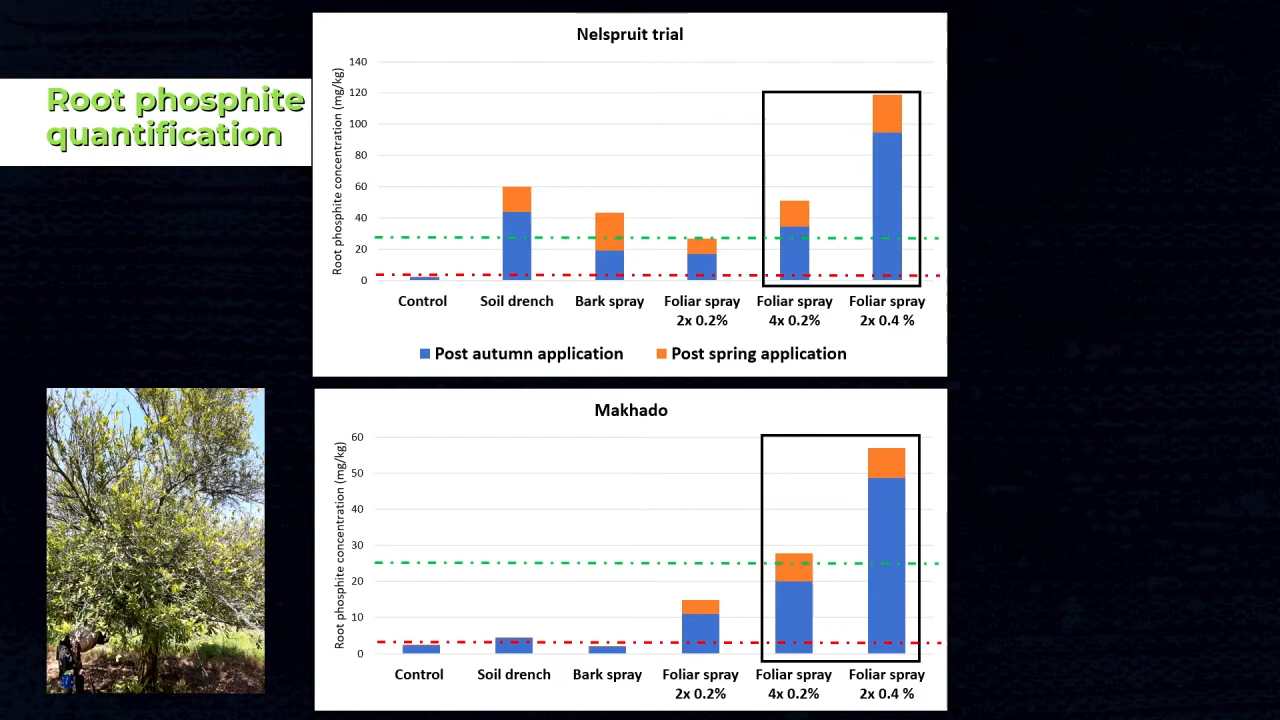 Root phosphite
quantification
Nelspruit trial
Root phosphite concentration (mg/kg)
140
120
100
80
60
40
20
0
Control
Soil drench
Bark spray
Foliar spray
2x 0.2%
Foliar spray
4x 0.2%
Foliar spray
2x 0.4 %
Post autumn application
Post spring application
Makhado
Root phosphite concentration (mg/kg)
60
50
40
30
20
10
0
Control
Soil drench
Bark spray
Foliar spray
2x 0.2%
Foliar spray
4x 0.2%
Foliar spray
2x 0.4 %